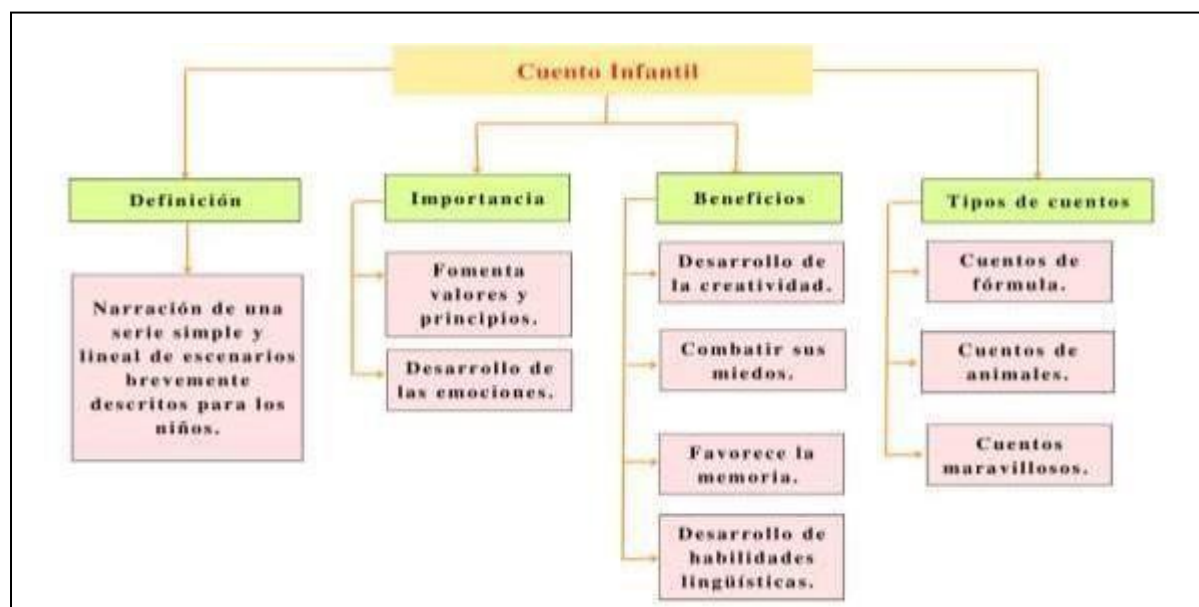 Cuento Infantil
Definición
Narración de una
serie simple y
lineal de escenarios
brevemente
descritos para los
niños.
Importancia
Fomenta
valores y
principios.
Desarrollo de
las emociones.
Beneficios
Desarrollo de
la creatividad.
Combatir sus
miedos.
Favorece la
memoria.
Desarrollo de
habilidades
lingüísticas.
Tipos de cuentos
Cuentos de
fórmula.
Cuentos de
animales.
Cuentos
maravillosos.